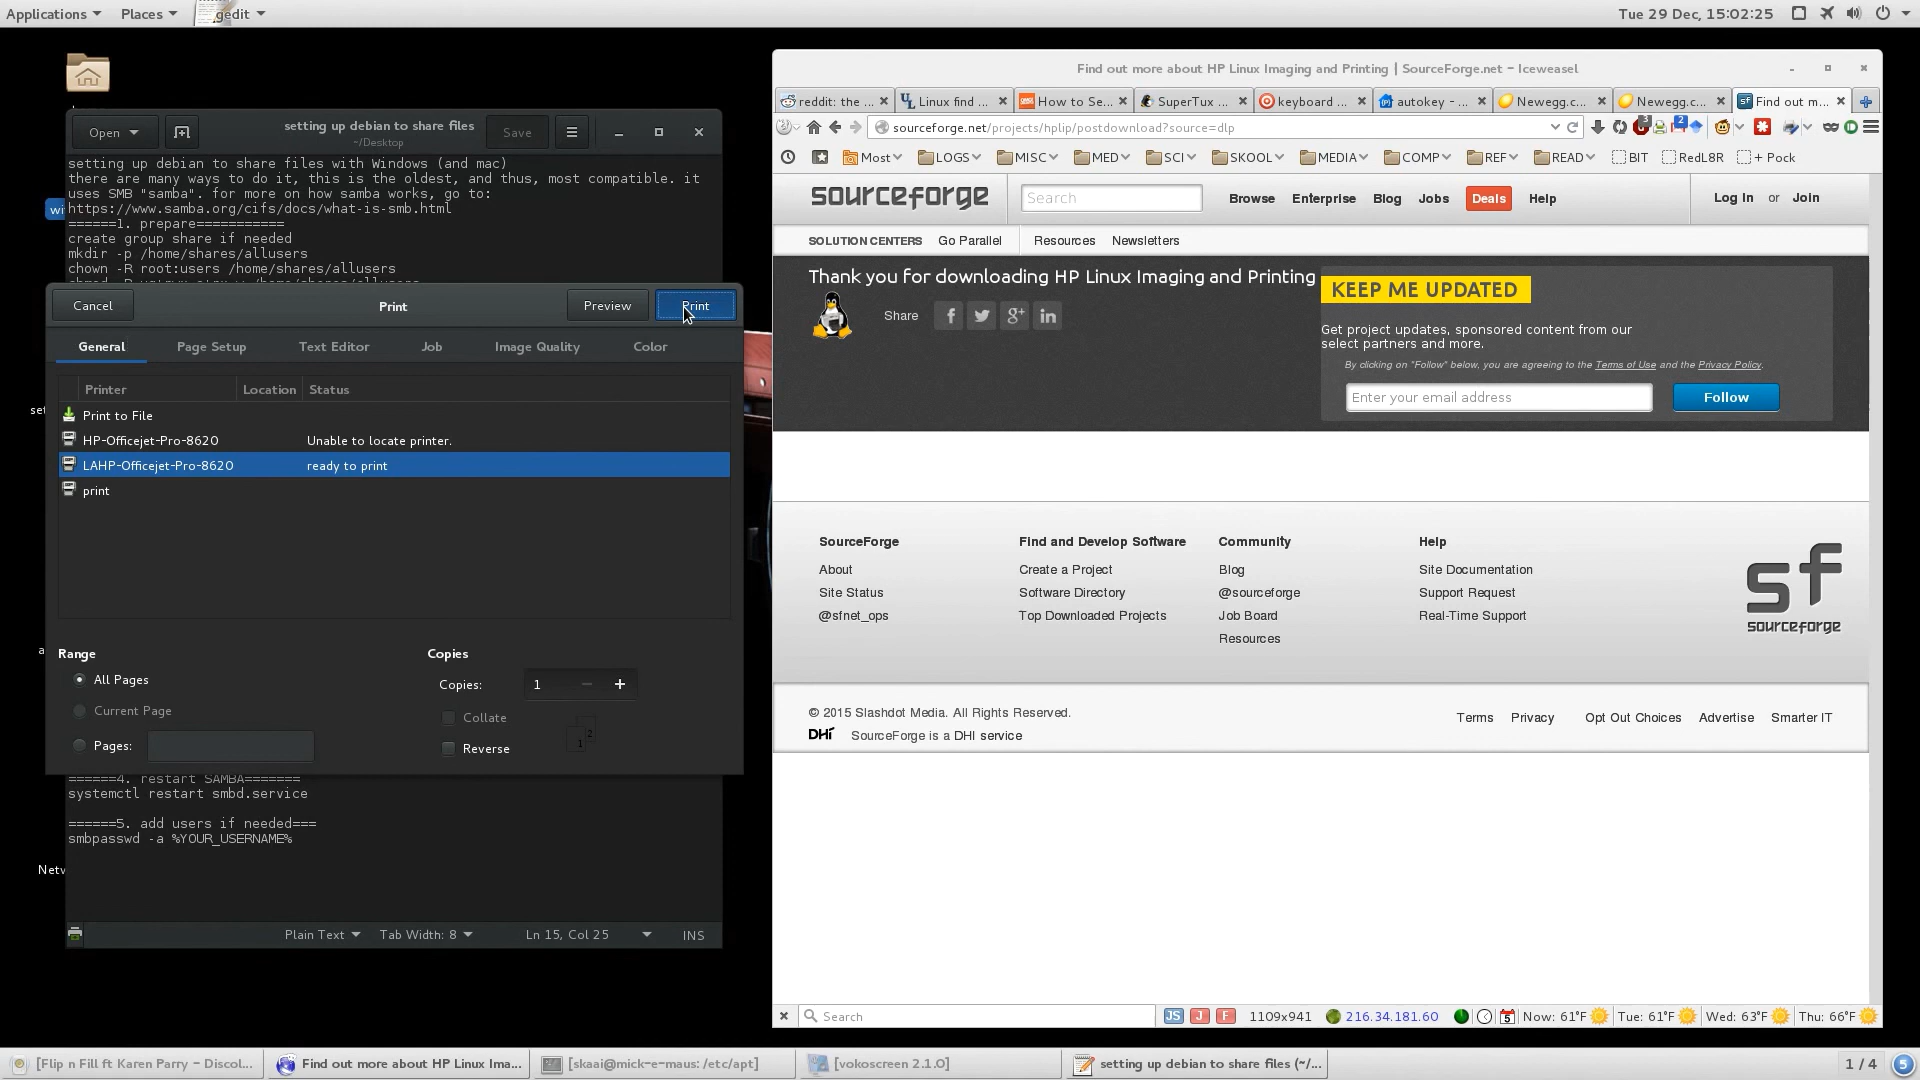 Applications Places gedit Tue 29 Dec, 15:02:25
Open setting up debian to share files Save
~/Desktop
setting up debian to share files with Windows (and mac)
there are many ways to do it, this is the oldest, and thus, most compatible. it
uses SMB "samba". for more on how samba works, go to:
https://www.samba.org/cifs/docs/what-is-smb.html
======1. prepare===========
create group share if needed
mkdir -p /home/shares/allusers
chown -R root:users /home/shares/allusers
Cancel Print Preview Print
General Page Setup Text Editor Job Image Quality Color
Printer Location Status
Print to File
HP-Officejet-Pro-8620 Unable to locate printer.
LAHP-Officejet-Pro-8620 ready to print
print
Range Copies
All Pages Copies: 1
Current Page Collate
Pages: Reverse
1 2
======4. restart SAMBA=======
systemctl restart smbd.service
======5. add users if needed===
smbpasswd -a %YOUR_USERNAME%
Plain Text Tab Width: 8 Ln 15, Col 25 INS
Find out more about HP Linux Imaging and Printing | SourceForge.net - Iceweasel
reddit: the ... Linux find ... How to Se... SuperTux ... keyboard ... autokey - ... Newegg.c... Newegg.c... Find out m...
sourceforge.net/projects/hplip/postdownload?source=dlp 3 2
Most LOGS MISC MED SCI SKOOL MEDIA COMP REF READ BIT RedL8R + Pock
sourceforge Search Browse Enterprise Blog Jobs Deals Help Log In or Join
SOLUTION CENTERS Go Parallel Resources Newsletters
Thank you for downloading HP Linux Imaging and Printing
Share
KEEP ME UPDATED
Get project updates, sponsored content from our
select partners and more.
By clicking on "Follow" below, you are agreeing to the Terms of Use and the Privacy Policy.
Enter your email address Follow
SourceForge Find and Develop Software Community Help
About Create a Project Blog Site Documentation
Site Status Software Directory @sourceforge Support Request
@sfnet_ops Top Downloaded Projects Job Board Real-Time Support
Resources
sf
sourceforge
© 2015 Slashdot Media. All Rights Reserved. Terms Privacy Opt Out Choices Advertise Smarter IT
DHI SourceForge is a DHI service
Search JS J F 1109x941 216.34.181.60 5 Now: 61°F Tue: 61°F Wed: 63°F Thu: 66°F
[Flip n Fill ft Karen Parry - Discol... Find out more about HP Linux Ima... [skaai@mick-e-maus: /etc/apt] [vokoscreen 2.1.0] setting up debian to share files (~/... 1 / 4 5